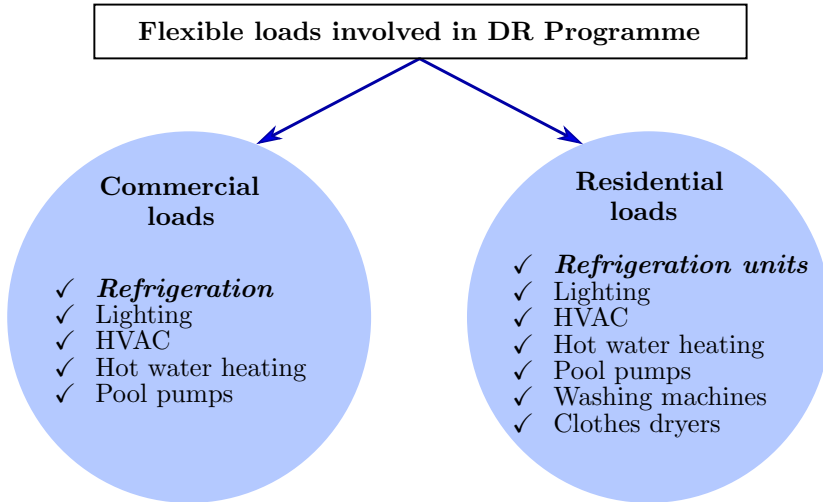 Flexible loads involved in DR Programme
Commercial
loads
✓ Refrigeration
✓ Lighting
✓ HVAC
✓ Hot water heating
✓ Pool pumps
Residential
loads
✓ Refrigeration units
✓ Lighting
✓ HVAC
✓ Hot water heating
✓ Pool pumps
✓ Washing machines
✓ Clothes dryers